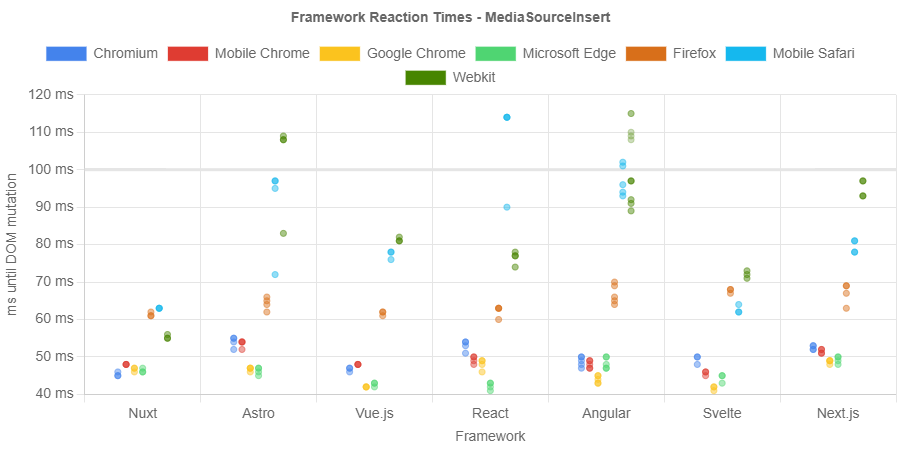 Framework Reaction Times - MediaSourceInsert
Chromium Mobile Chrome Google Chrome Microsoft Edge Firefox Mobile Safari
Webkit
120 ms
110 ms
100 ms
90 ms
80 ms
70 ms
60 ms
50 ms
40 ms
ms until DOM mutation
Nuxt Astro Vue.js React Angular Svelte Next.js
Framework